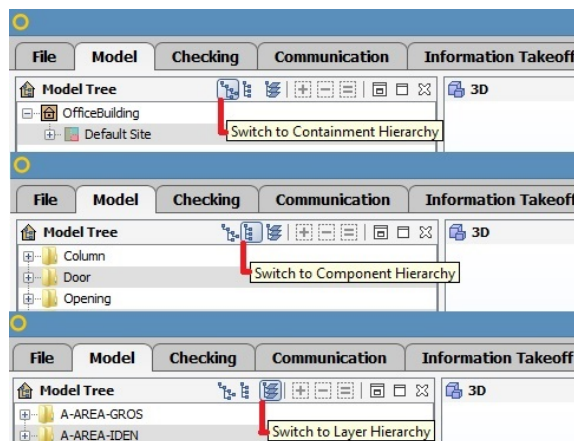 File Model Checking Communication Information Takeoff
Model Tree 3D
OfficeBuilding
Default Site
Switch to Containment Hierarchy
File Model Checking Communication Information Takeoff
Model Tree 3D
Column
Door
Switch to Component Hierarchy
Opening
File Model Checking Communication Information Takeoff
Model Tree 3D
A-AREA-GROS
A-AREA-IDEN
Switch to Layer Hierarchy